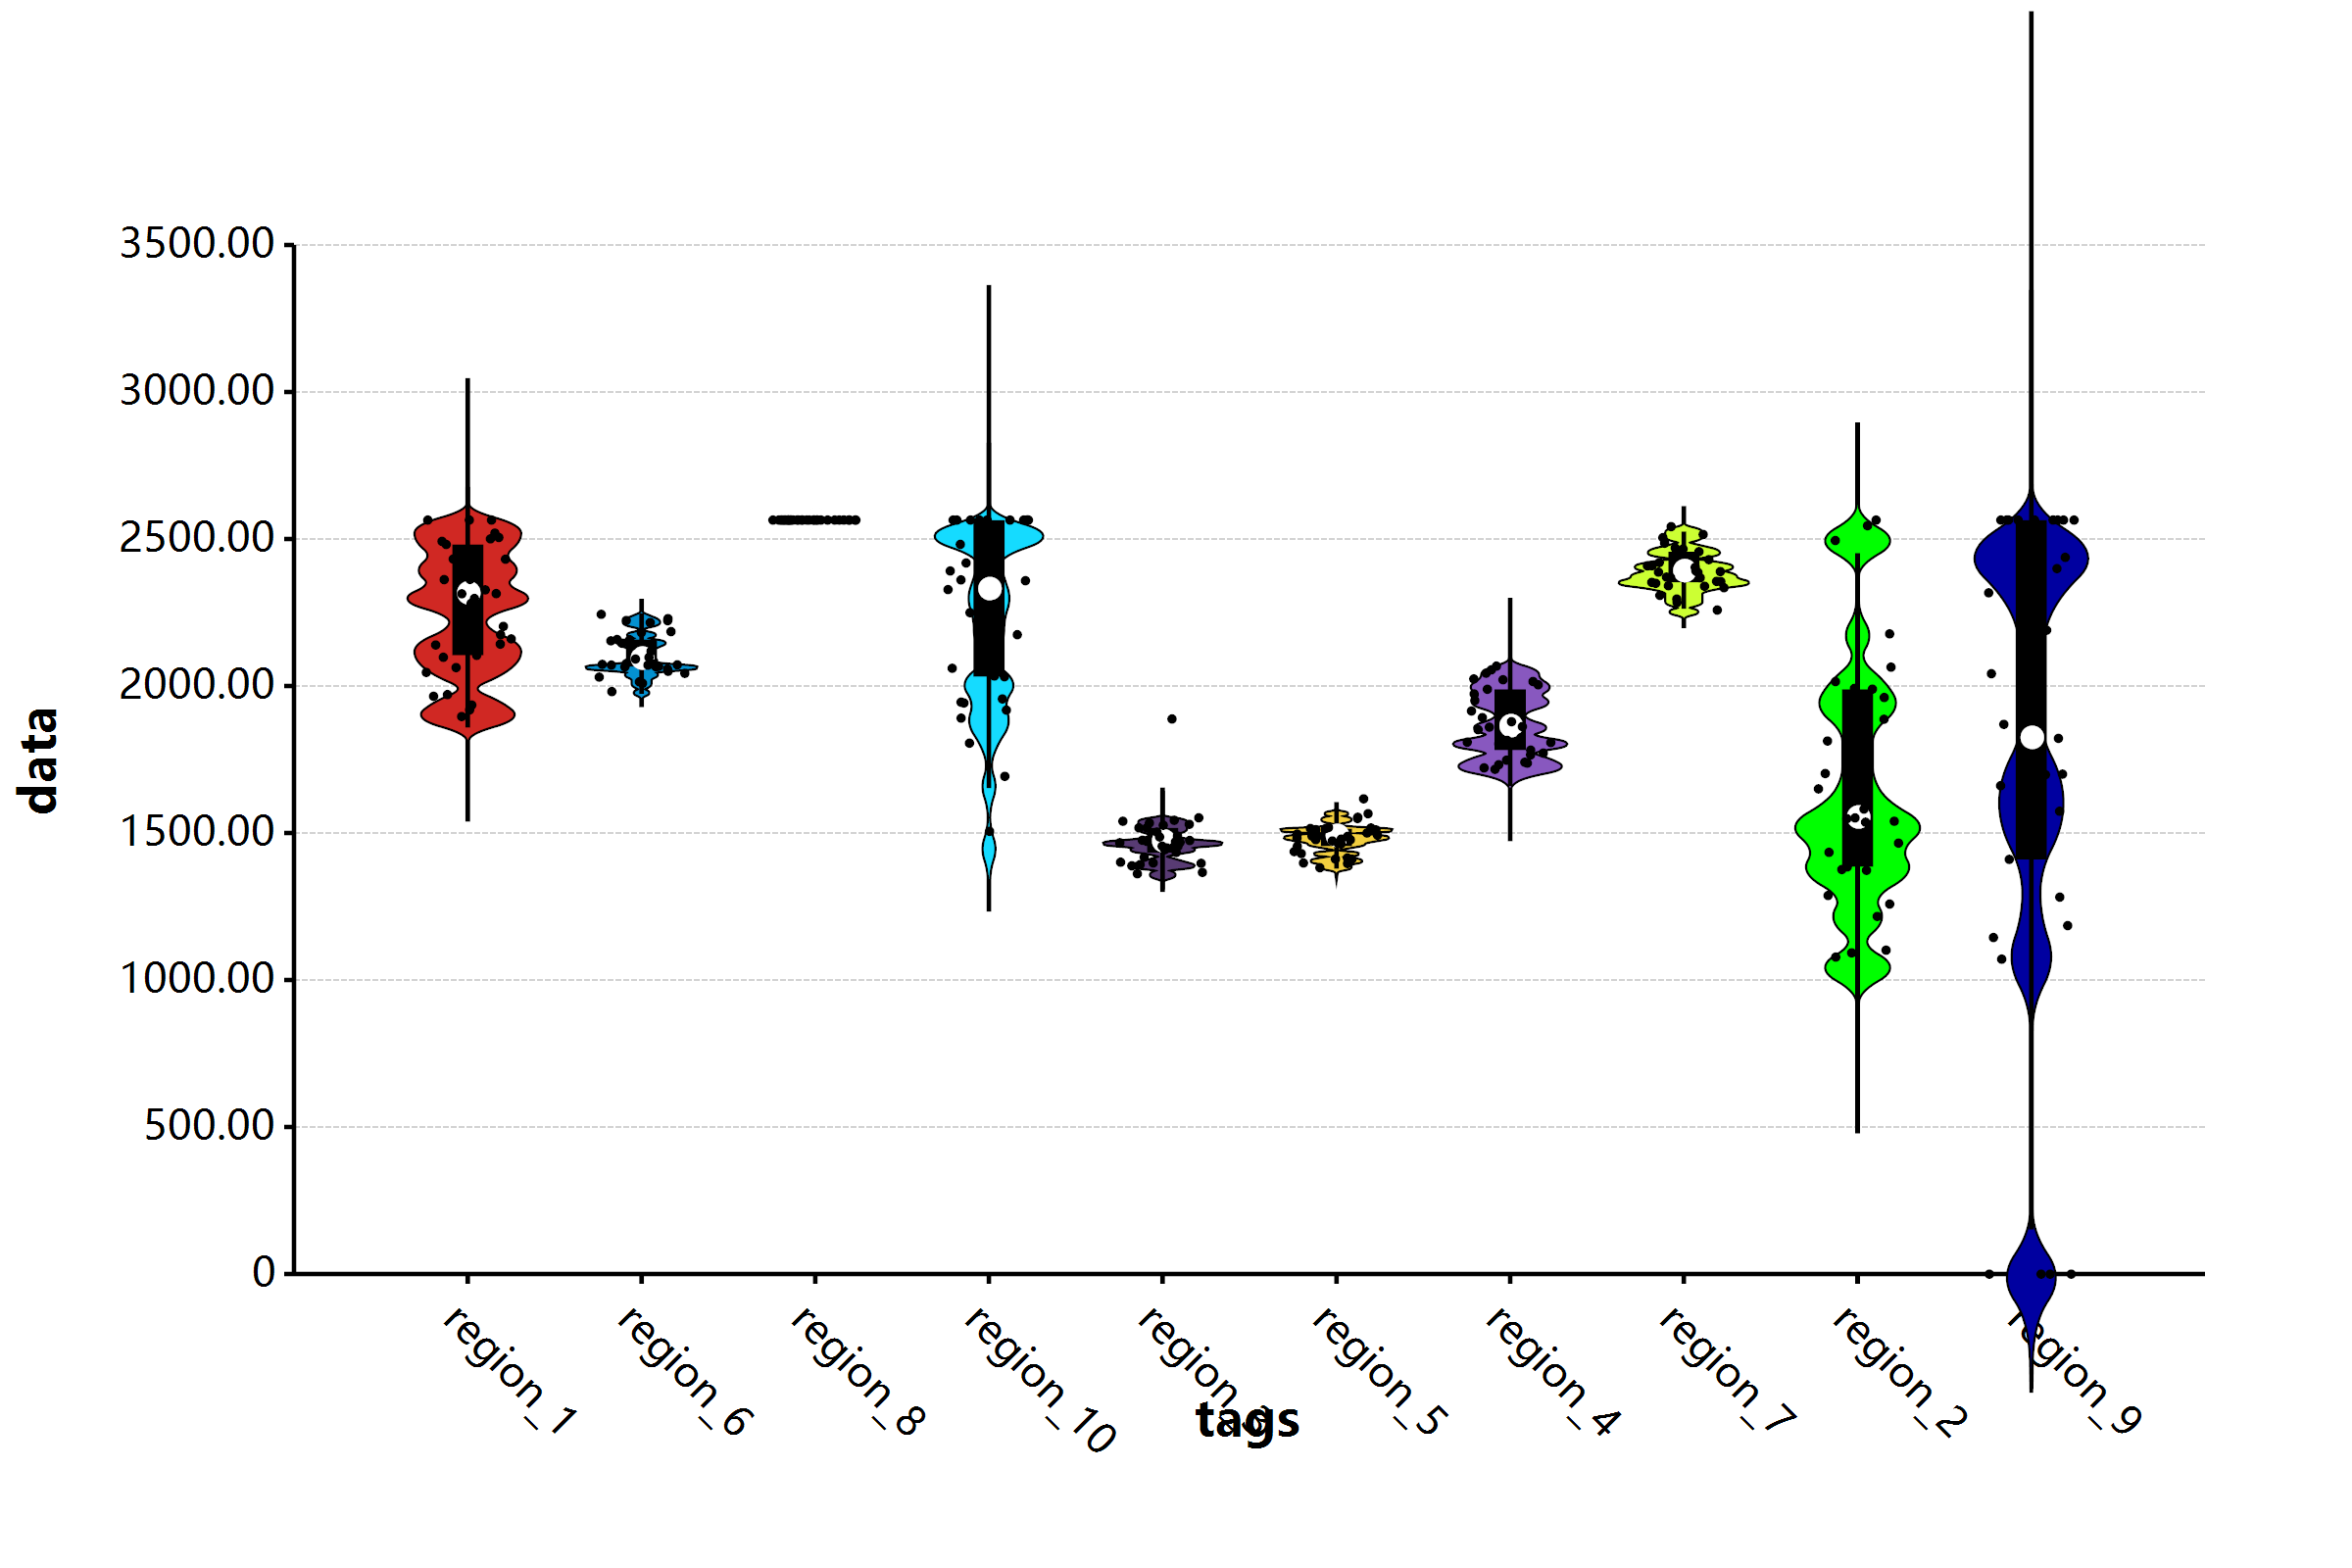 3500.00
3000.00
2500.00
2000.00
1500.00
1000.00
500.00
0
data
region_1
region_6
region_8
region_10
region_5
region_4
region_7
region_2
region_9
tags